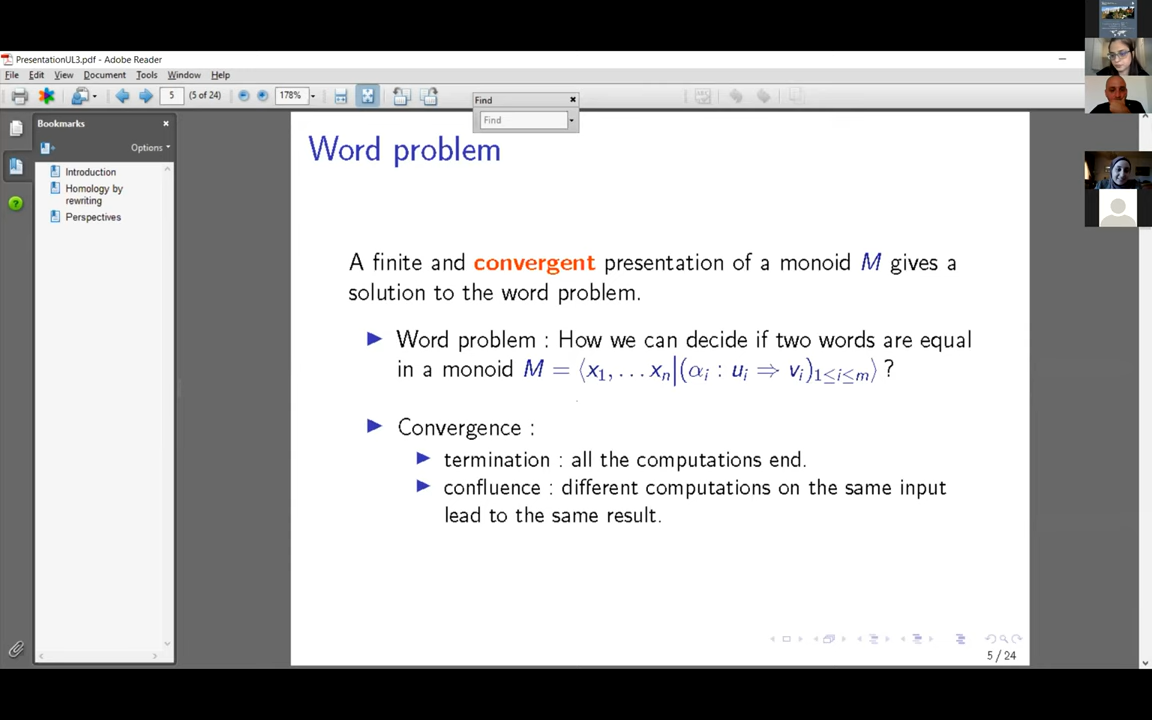 PresentationUL3.pdf - Adobe Reader
File Edit View Document Tools Window Help
5 (5 of 24) 178%
Find
Find
Bookmarks
Options
Introduction
Homology by
rewriting
Perspectives
Word problem
A finite and convergent presentation of a monoid M gives a
solution to the word problem.
Word problem : How we can decide if two words are equal
in a monoid M = ⟨x₁, … xₙ|(αᵢ : uᵢ ⇒ vᵢ)₁≤ᵢ≤ₘ⟩ ?
Convergence :
termination : all the computations end.
confluence : different computations on the same input
lead to the same result.
5 / 24